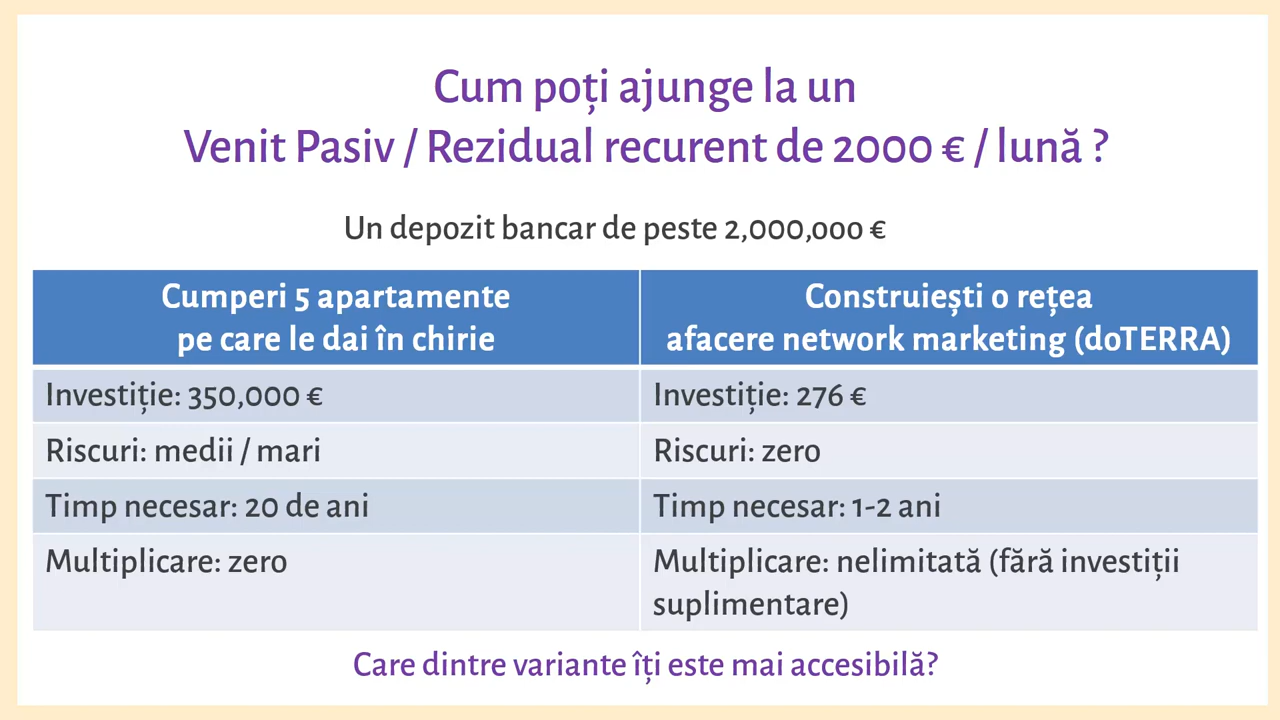 Cum poți ajunge la un
Venit Pasiv / Rezidual recurent de 2000 € / lună ?
Un depozit bancar de peste 2,000,000 €
Cumperi 5 apartamente
pe care le dai în chirie
Construiești o rețea
afacere network marketing (doTERRA)
Investiție: 350,000 €
Investiție: 276 €
Riscuri: medii / mari
Riscuri: zero
Timp necesar: 20 de ani
Timp necesar: 1-2 ani
Multiplicare: zero
Multiplicare: nelimitată (fără investiții
suplimentare)
Care dintre variante îți este mai accesibilă?